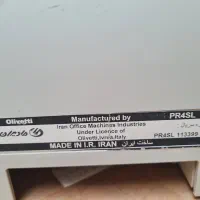 Olivetti
Manufactured by
PR4SL
Iran Office Machines Industries
Under Licence of
Olivetti,ivrea,Italy
PR4SL 113399
MADE IN I.R. IRAN ساخت ایران